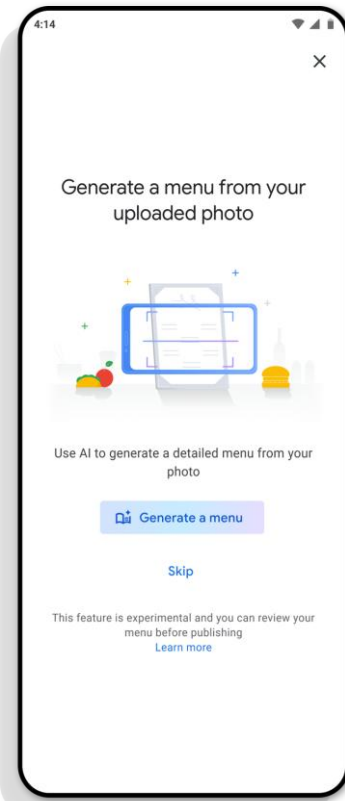 4:14
Generate a menu from your
uploaded photo
Use AI to generate a detailed menu from your
photo
Generate a menu
Skip
This feature is experimental and you can review your
menu before publishing
Learn more